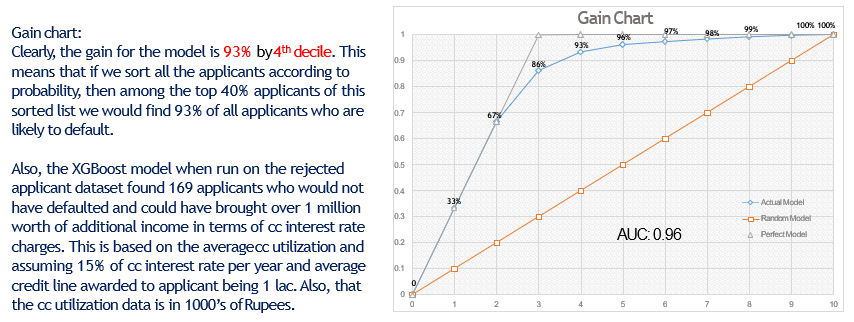 Gain chart:
Clearly, the gain for the model is 93% by 4th decile. This
means that if we sort all the applicants according to
probability, then among the top 40% applicants of this
sorted list we would find 93% of all applicants who are
likely to default.
Also, the XGBoost model when run on the rejected
applicant dataset found 169 applicants who would not
have defaulted and could have brought over 1 million
worth of additional income in terms of cc interest rate
charges. This is based on the average cc utilization and
assuming 15% of cc interest rate per year and average
credit line awarded to applicant being 1 lac. Also, that
the cc utilization data is in 1000's of Rupees.
Gain Chart
1
0.9
0.8
0.7
0.6
0.5
0.4
0.3
0.2
0.1
0
0
33%
67%
86%
93%
96%
97%
98%
99%
100%
100%
Actual Model
Random Model
Perfect Model
AUC: 0.96
0 1 2 3 4 5 6 7 8 9 10